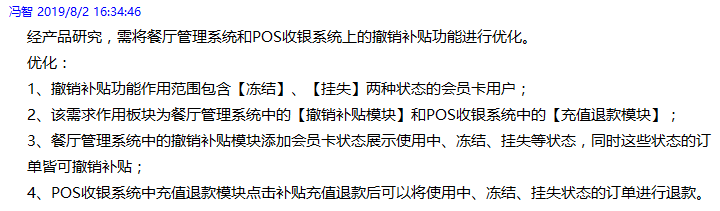 冯智 2019/8/2 16:34:46
经产品研究，需将餐厅管理系统和POS收银系统上的撤销补贴功能进行优化。
优化：
1、撤销补贴功能作用范围包含【冻结】、【挂失】两种状态的会员卡用户；
2、该需求作用板块为餐厅管理系统中的【撤销补贴模块】和POS收银系统中的【充值退款模块】；
3、餐厅管理系统中的撤销补贴模块添加会员卡状态展示使用中、冻结、挂失等状态，同时这些状态的订
单皆可撤销补贴；
4、POS收银系统中充值退款模块点击补贴充值退款后可以将使用中、冻结、挂失状态的订单进行退款。